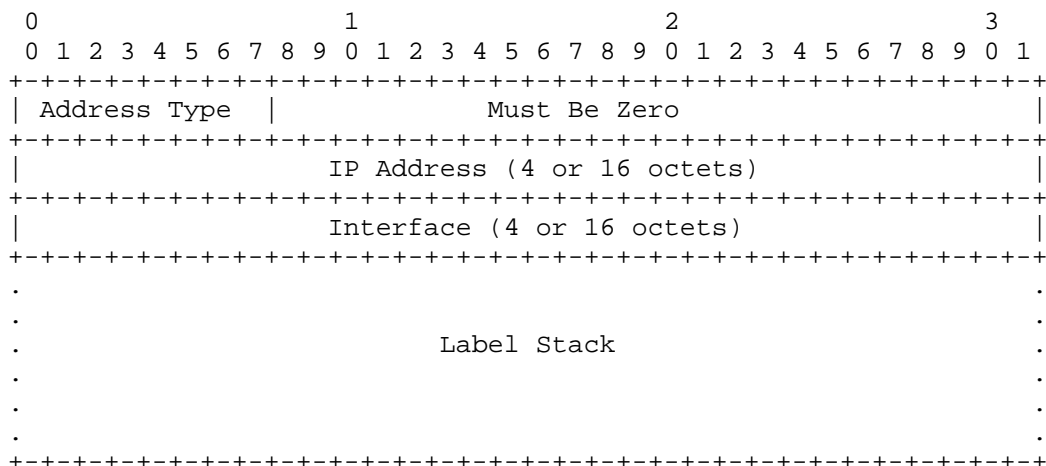 0                   1                   2                   3
 0 1 2 3 4 5 6 7 8 9 0 1 2 3 4 5 6 7 8 9 0 1 2 3 4 5 6 7 8 9 0 1
+-+-+-+-+-+-+-+-+-+-+-+-+-+-+-+-+-+-+-+-+-+-+-+-+-+-+-+-+-+-+-+-+
| Address Type  |             Must Be Zero                      |
+-+-+-+-+-+-+-+-+-+-+-+-+-+-+-+-+-+-+-+-+-+-+-+-+-+-+-+-+-+-+-+-+
|                   IP Address (4 or 16 octets)                 |
+-+-+-+-+-+-+-+-+-+-+-+-+-+-+-+-+-+-+-+-+-+-+-+-+-+-+-+-+-+-+-+-+
|                   Interface (4 or 16 octets)                  |
+-+-+-+-+-+-+-+-+-+-+-+-+-+-+-+-+-+-+-+-+-+-+-+-+-+-+-+-+-+-+-+-+
.                                                               .
.                                                               .
.                          Label Stack                          .
.                                                               .
.                                                               .
.                                                               .
+-+-+-+-+-+-+-+-+-+-+-+-+-+-+-+-+-+-+-+-+-+-+-+-+-+-+-+-+-+-+-+-+